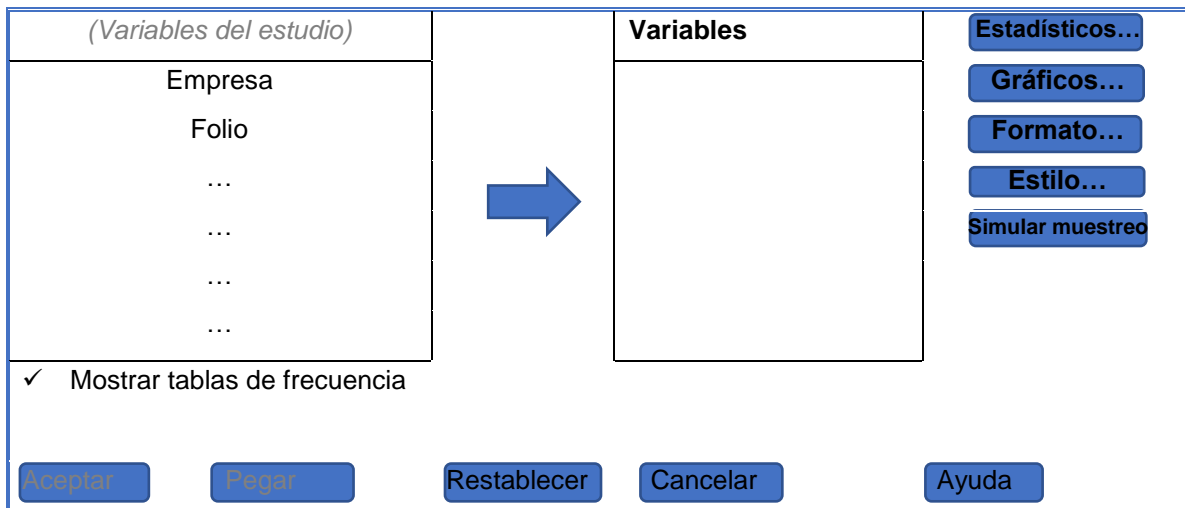 (Variables del estudio)
Variables
Estadísticos…
Empresa
Gráficos…
Folio
Formato…
…
Estilo…
…
Simular muestreo
…
…
Mostrar tablas de frecuencia
Aceptar
Pegar
Restablecer
Cancelar
Ayuda